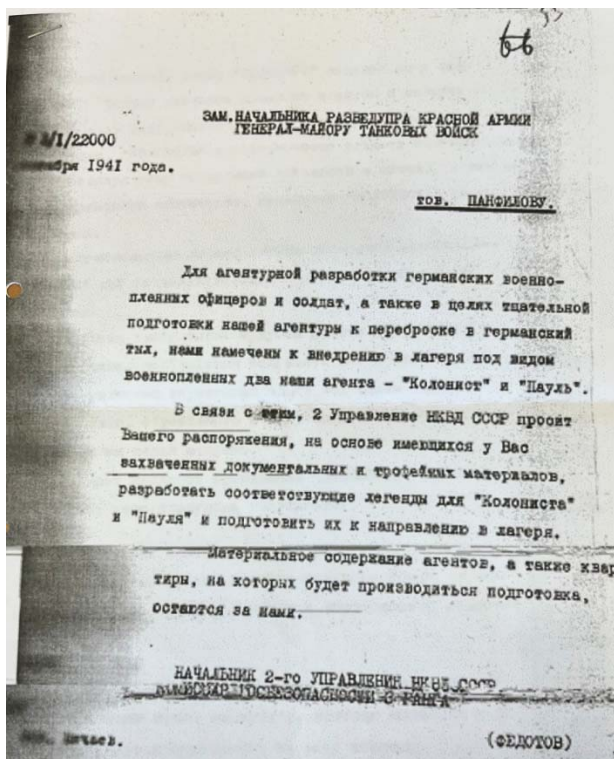 66
ЗАМ.НАЧАЛЬНИКА РАЗВЕДУПРА КРАСНОЙ АРМИИ
ГЕНЕРАЛ-МАЙОРУ ТАНКОВЫХ ВОЙСК
/1/22000
1941 года.
тов. ПАНФИЛОВУ.
Для агентурной разработки германских военно-
пленных офицеров и солдат, а также в целях тщательной
подготовки нашей агентуры к переброске в германский
тыл, нами намечены к внедрению в лагеря под видом
военнопленных два наши агента - "Колонист" и "Пауль".
В связи с этим, 2 Управление НКВД СССР просит
Вашего распоряжения, на основе имеющихся у Вас
захваченных документальных и трофейных материалов,
разработать соответствующие легенды для "Колониста"
и "Пауля" и подготовить их к направлению в лагеря.
Материальное содержание агентов, а также квар
тиры, на которых будет производиться подготовка,
остаются за нами.
НАЧАЛЬНИК 2-го УПРАВЛЕНИЯ НКВД СССР
ГОСБЕЗОПАСНОСТИ 3 РАНГА
(ФЕДОТОВ)